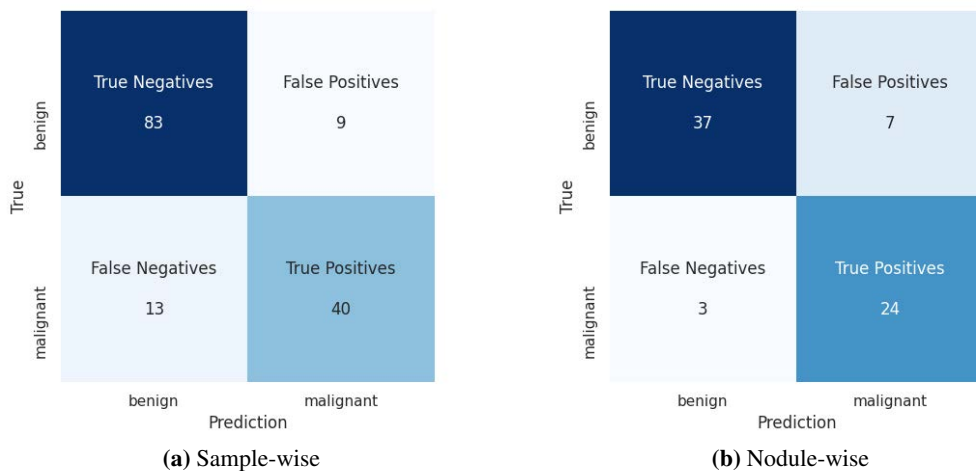 True Negatives
83
False Positives
9
False Negatives
13
True Positives
40
benign
malignant
True
benign
malignant
Prediction
(a) Sample-wise
True Negatives
37
False Positives
7
False Negatives
3
True Positives
24
benign
malignant
True
benign
malignant
Prediction
(b) Nodule-wise